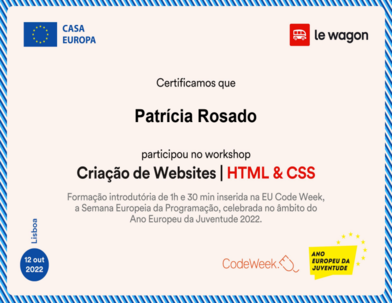 CASA
EUROPA
le wagon
Certificamos que
Patrícia Rosado
participou no workshop
Criação de Websites | HTML & CSS
Formação introdutória de 1h e 30 min inserida na EU Code Week,
a Semana Europeia da Programação, celebrada no âmbito do
Ano Europeu da Juventude 2022.
Lisboa
12 out
2022
CodeWeek
ANO
EUROPEU DA
JUVENTUDE